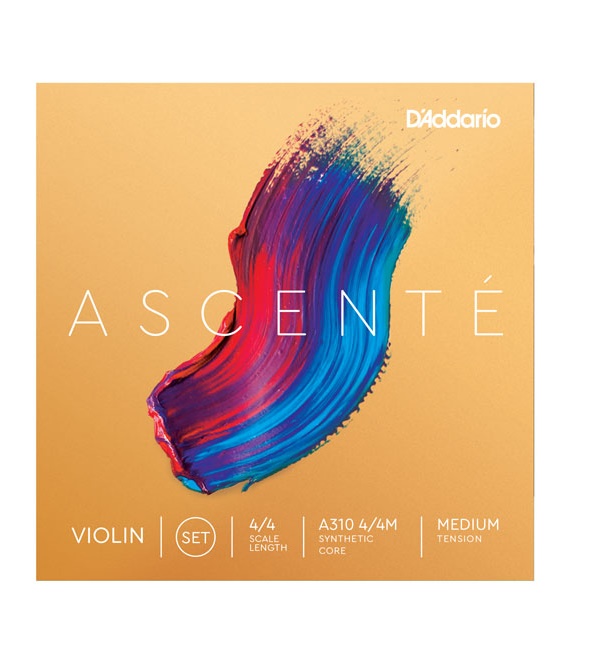 D'Addario
ASCENTÉ
VIOLIN
SET
4/4
SCALE
LENGTH
A310 4/4M
SYNTHETIC
CORE
MEDIUM
TENSION